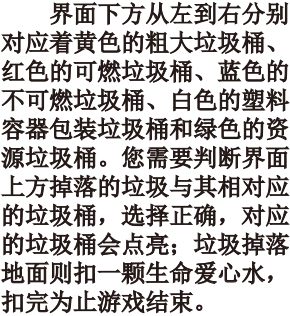 界面下方从左到右分别
对应着黄色的粗大垃圾桶、
红色的可燃垃圾桶、蓝色的
不可燃垃圾桶、白色的塑料
容器包装垃圾桶和绿色的资
源垃圾桶。您需要判断界面
上方掉落的垃圾与其相对应
的垃圾桶，选择正确，对应
的垃圾桶会点亮；垃圾掉落
地面则扣一颗生命爱心水，
扣完为止游戏结束。